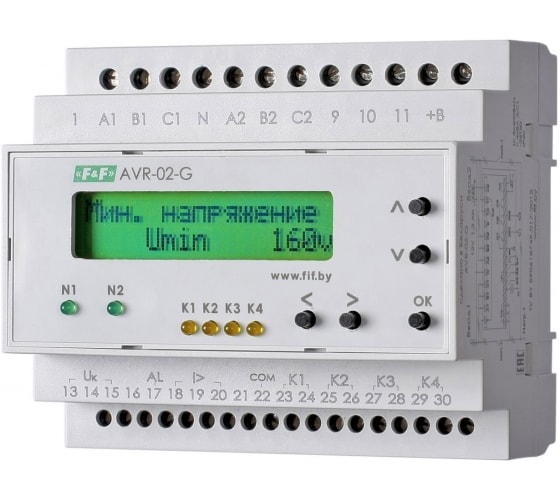 1 A1 B1 C1 N A2 B2 C2 9 10 11 +B
«F&F» AVR-02-G
Мин. напряжение
Umin 160v
www.fif.by
N1 N2
K1 K2 K3 K4
< >
OK
Uк AL I> COM K1 K2 K3 K4
13 14 15 16 17 18 19 20 21 22 23 24 25 26 27 28 29 30
EAC